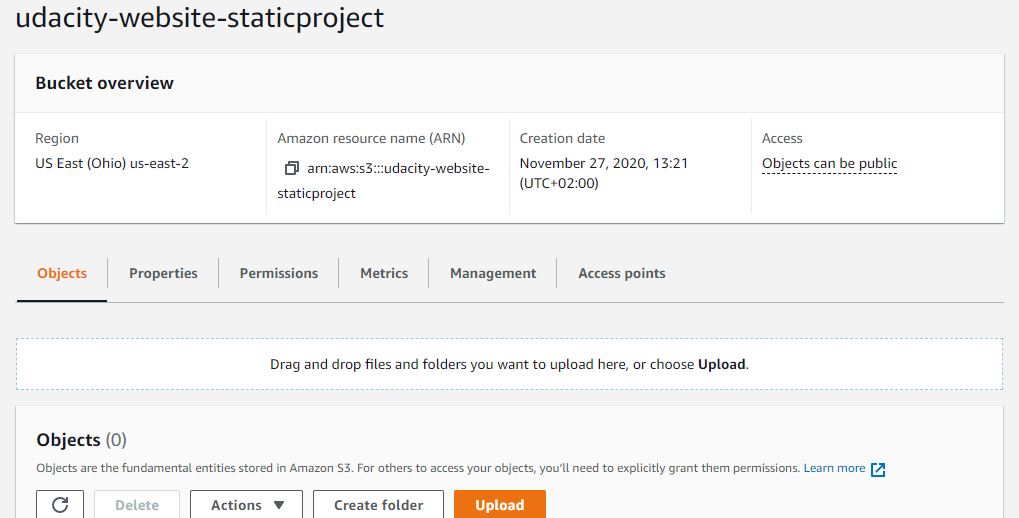 udacity-website-staticproject
Bucket overview
Region
US East (Ohio) us-east-2
Amazon resource name (ARN)
arn:aws:s3:::udacity-website-
staticproject
Creation date
November 27, 2020, 13:21
(UTC+02:00)
Access
Objects can be public
Objects
Properties
Permissions
Metrics
Management
Access points
Drag and drop files and folders you want to upload here, or choose Upload.
Objects (0)
Objects are the fundamental entities stored in Amazon S3. For others to access your objects, you'll need to explicitly grant them permissions. Learn more
Delete
Actions
Create folder
Upload